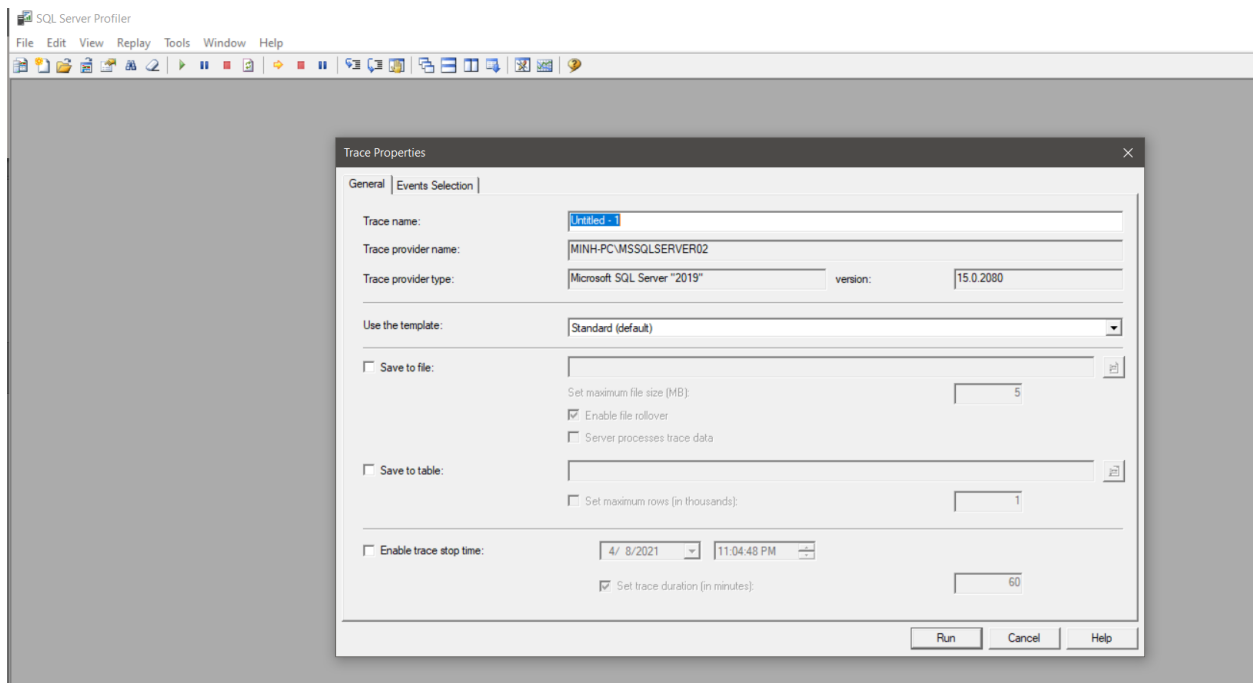 SQL Server Profiler
File Edit View Replay Tools Window Help
Trace Properties
General Events Selection
Trace name: Untitled - 1
Trace provider name: MINH-PC\MSSQLSERVER02
Trace provider type: Microsoft SQL Server "2019" version: 15.0.2080
Use the template: Standard (default)
Save to file:
Set maximum file size (MB): 5
Enable file rollover
Server processes trace data
Save to table:
Set maximum rows (in thousands): 1
Enable trace stop time: 4/ 8/2021 11:04:48 PM
Set trace duration (in minutes): 60
Run Cancel Help